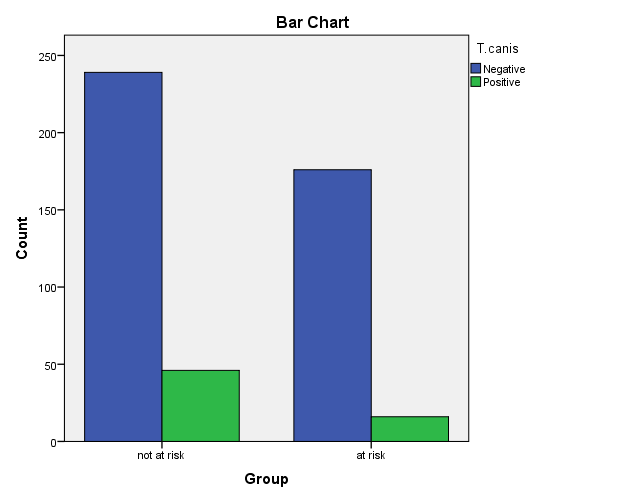 Bar Chart
T.canis
Negative
Positive
250
200
150
100
50
0
Count
not at risk
at risk
Group